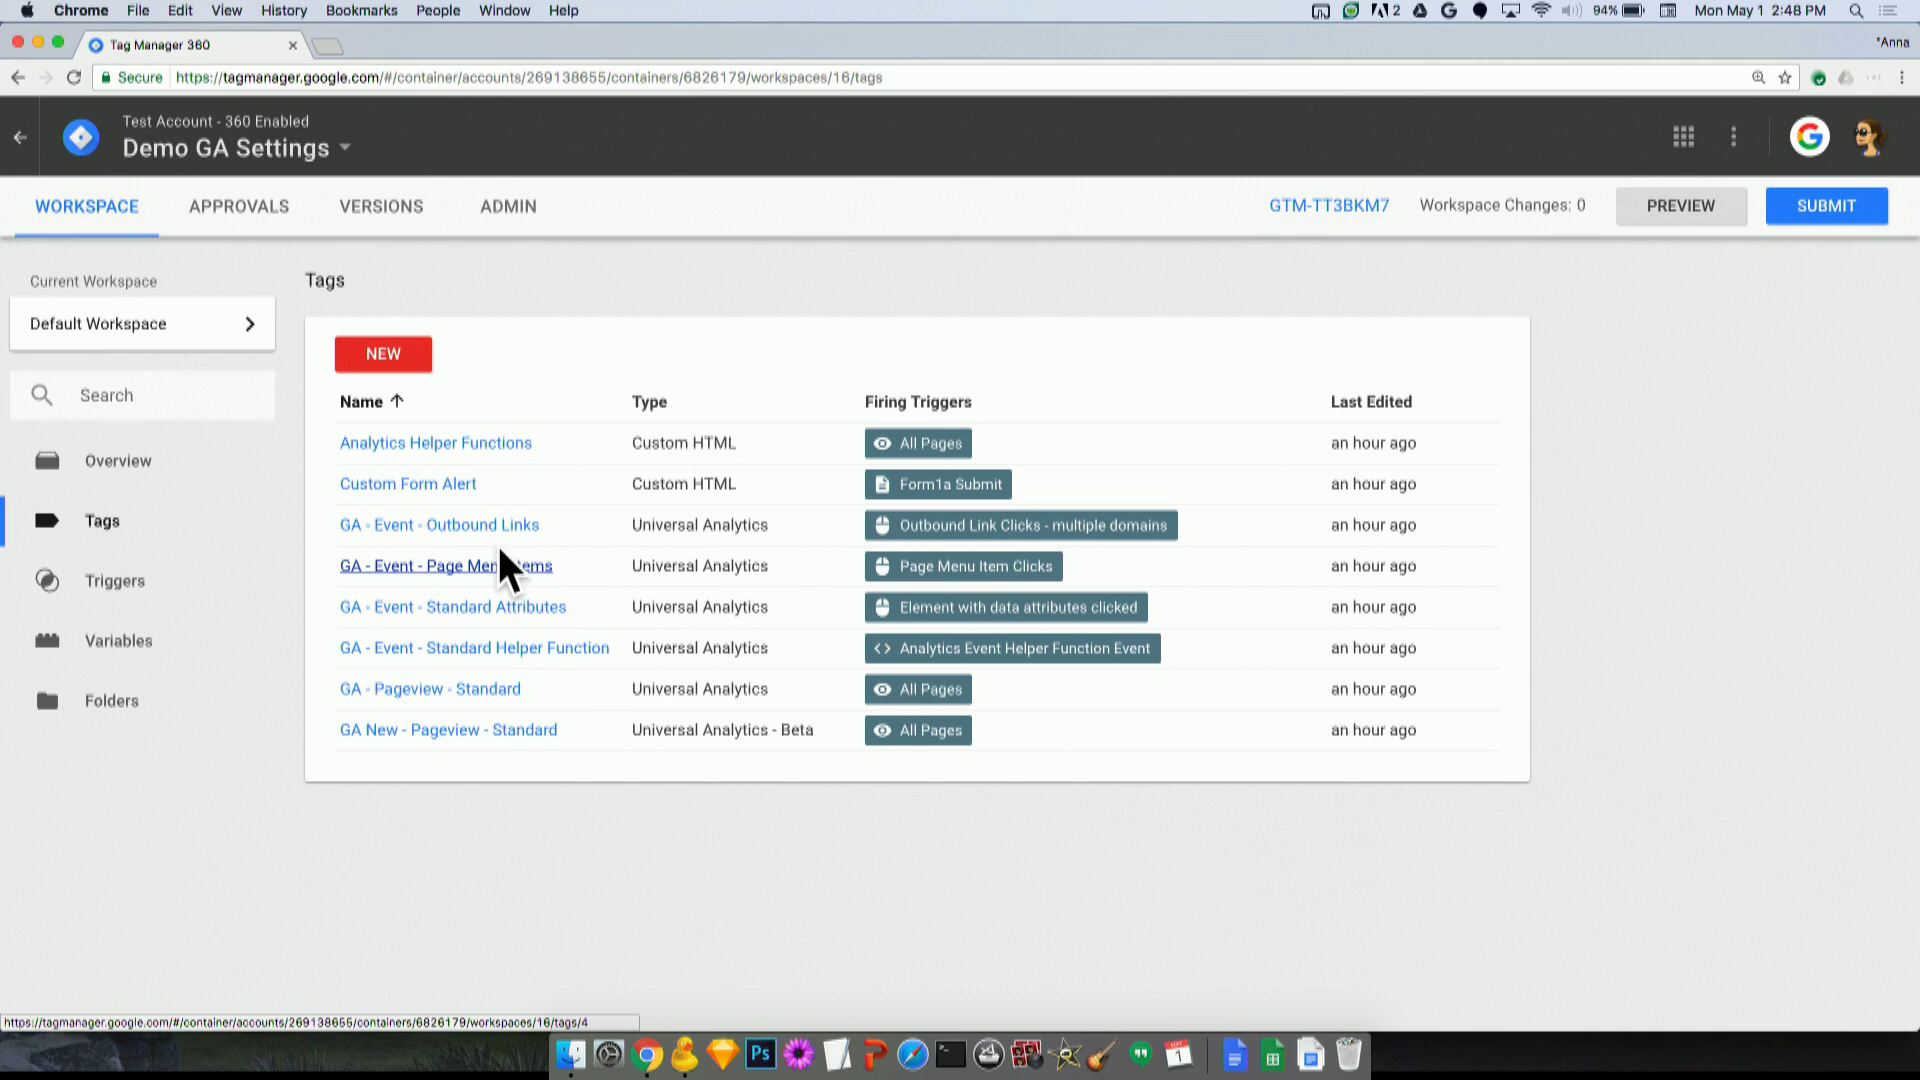 Chrome File Edit View History Bookmarks People Window Help 2 94% Mon May 1 2:48 PM
Tag Manager 360 *Anna
Secure https://tagmanager.google.com/#/container/accounts/269138655/containers/6826179/workspaces/16/tags
Test Account - 360 Enabled
Demo GA Settings
WORKSPACE APPROVALS VERSIONS ADMIN GTM-TT3BKM7 Workspace Changes: 0 PREVIEW SUBMIT
Current Workspace
Default Workspace
Search
Overview
Tags
Triggers
Variables
Folders
Tags
NEW
Name Type Firing Triggers Last Edited
Analytics Helper Functions Custom HTML All Pages an hour ago
Custom Form Alert Custom HTML Form1a Submit an hour ago
GA - Event - Outbound Links Universal Analytics Outbound Link Clicks - multiple domains an hour ago
GA - Event - Page Menu Items Universal Analytics Page Menu Item Clicks an hour ago
GA - Event - Standard Attributes Universal Analytics Element with data attributes clicked an hour ago
GA - Event - Standard Helper Function Universal Analytics Analytics Event Helper Function Event an hour ago
GA - Pageview - Standard Universal Analytics All Pages an hour ago
GA New - Pageview - Standard Universal Analytics - Beta All Pages an hour ago
https://tagmanager.google.com/#/container/accounts/269138655/containers/6826179/workspaces/16/tags/4
Ps 1